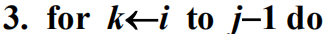 3. for k←i to j–1 do